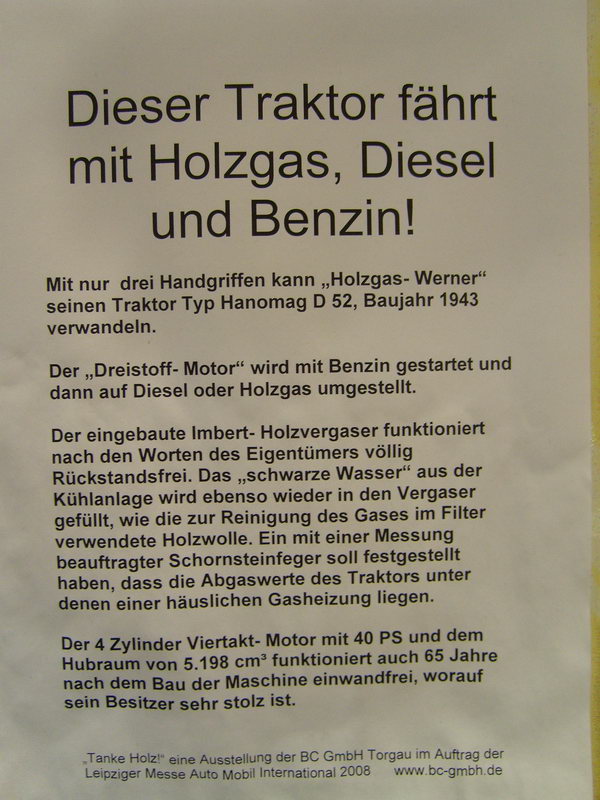 Dieser Traktor fährt
mit Holzgas, Diesel
und Benzin!
Mit nur drei Handgriffen kann „Holzgas- Werner“
seinen Traktor Typ Hanomag D 52, Baujahr 1943
verwandeln.
Der „Dreistoff- Motor“ wird mit Benzin gestartet und
dann auf Diesel oder Holzgas umgestellt.
Der eingebaute Imbert- Holzvergaser funktioniert
nach den Worten des Eigentümers völlig
Rückstandsfrei. Das „schwarze Wasser“ aus der
Kühlanlage wird ebenso wieder in den Vergaser
gefüllt, wie die zur Reinigung des Gases im Filter
verwendete Holzwolle. Ein mit einer Messung
beauftragter Schornsteinfeger soll festgestellt
haben, dass die Abgaswerte des Traktors unter
denen einer häuslichen Gasheizung liegen.
Der 4 Zylinder Viertakt- Motor mit 40 PS und dem
Hubraum von 5.198 cm³ funktioniert auch 65 Jahre
nach dem Bau der Maschine einwandfrei, worauf
sein Besitzer sehr stolz ist.
„Tanke Holz!“ eine Ausstellung der BC GmbH Torgau im Auftrag der
Leipziger Messe Auto Mobil International 2008 www.bc-gmbh.de